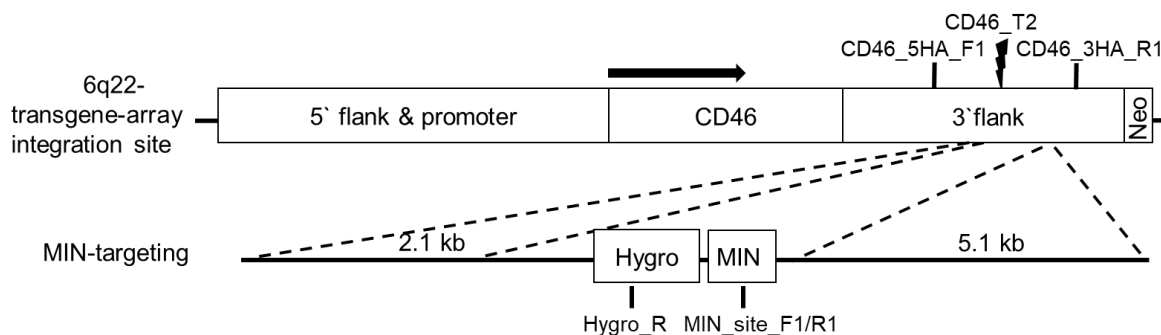 CD46_T2
CD46_5HA_F1
CD46_3HA_R1
6q22-
transgene-array
integration site
5` flank & promoter
CD46
3`flank
Neo
MIN-targeting
2.1 kb
Hygro
MIN
5.1 kb
Hygro_R
MIN_site_F1/R1